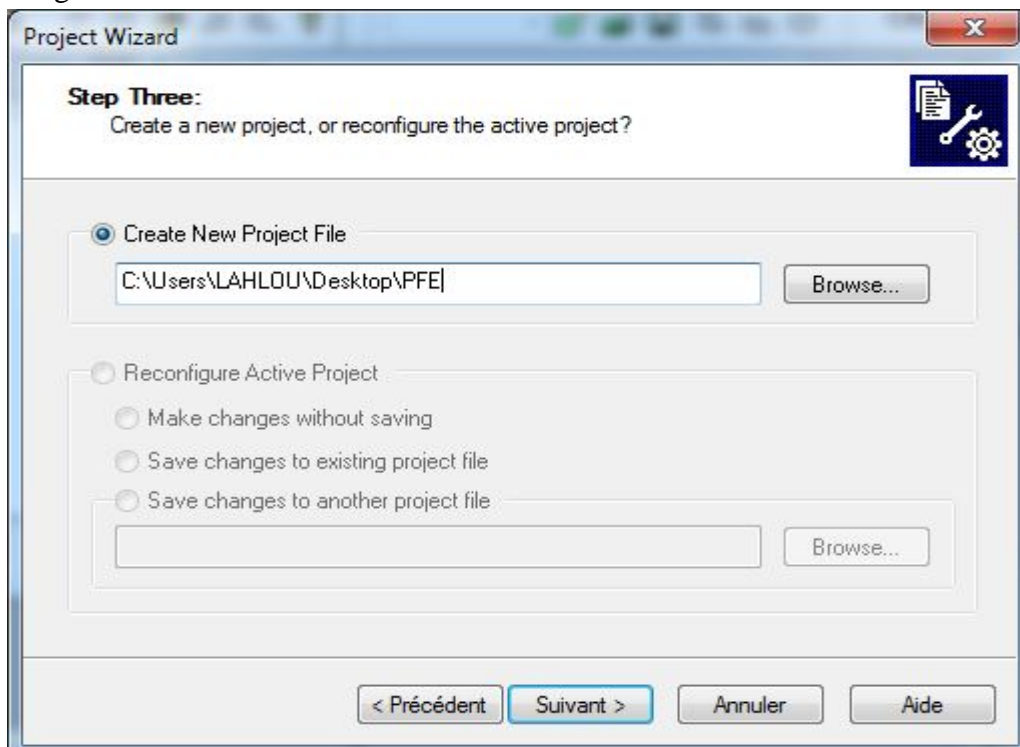 Project Wizard
Step Three:
Create a new project, or reconfigure the active project?
Create New Project File
C:\Users\LAHLOU\Desktop\PFE
Browse...
Reconfigure Active Project
Make changes without saving
Save changes to existing project file
Save changes to another project file
Browse...
< Précédent
Suivant >
Annuler
Aide